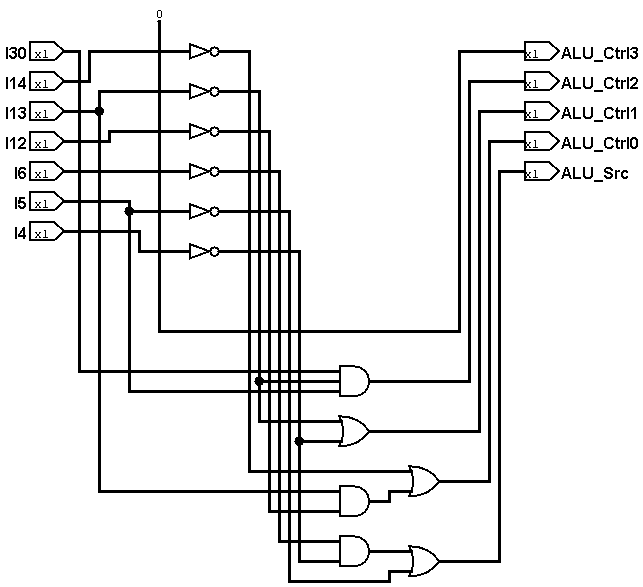 0
I30 x1
I14 x1
I13 x1
I12 x1
I6 x1
I5 x1
I4 x1
x1 ALU_Ctrl3
x1 ALU_Ctrl2
x1 ALU_Ctrl1
x1 ALU_Ctrl0
x1 ALU_Src